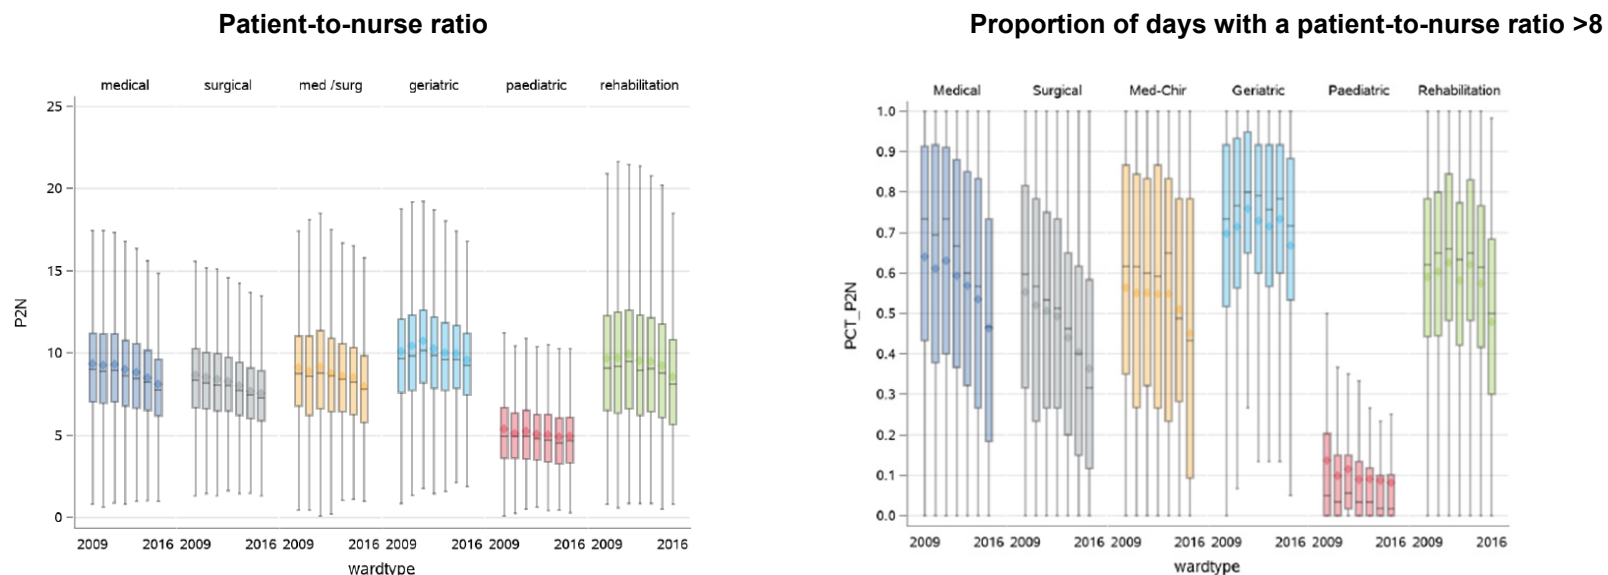 Patient-to-nurse ratio
Proportion of days with a patient-to-nurse ratio >8
medical surgical med /surg geriatric paediatric rehabilitation
25
20
15
10
5
0
P2N
2009 2016 2009 2016 2009 2016 2009 2016 2009 2016 2009 2016
wardtype
Medical Surgical Med-Chir Geriatric Paediatric Rehabilitation
1.0
0.9
0.8
0.7
0.6
0.5
0.4
0.3
0.2
0.1
0.0
PCT_P2N
2009 2016 2009 2016 2009 2016 2009 2016 2009 2016 2009 2016
wardtype